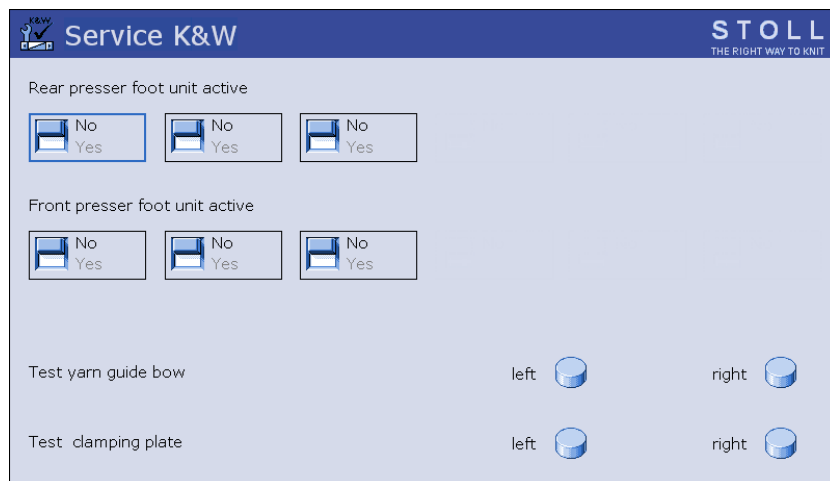 K&W
Service K&W
STOLL
THE RIGHT WAY TO KNIT
Rear presser foot unit active
No No No
Yes Yes Yes
Front presser foot unit active
No No No
Yes Yes Yes
Test yarn guide bow left right
Test clamping plate left right